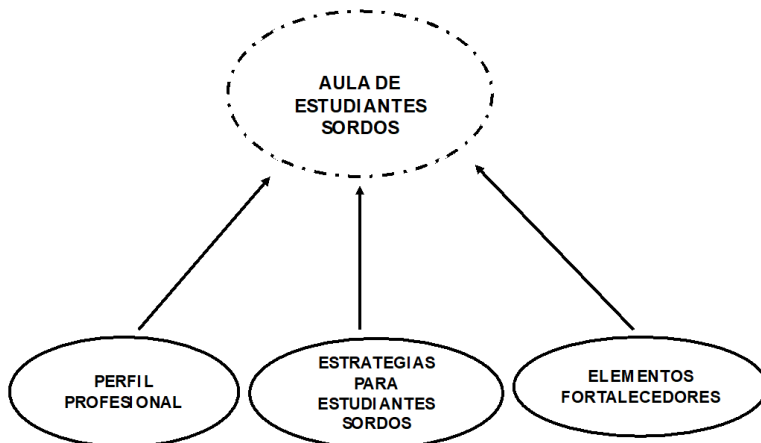 AULA DE
ESTUDIANTES
SORDOS
PERFIL
PROFESIONAL
ESTRATEGIAS
PARA
ESTUDIANTES
SORDOS
ELEMENTOS
FORTALECEDORES